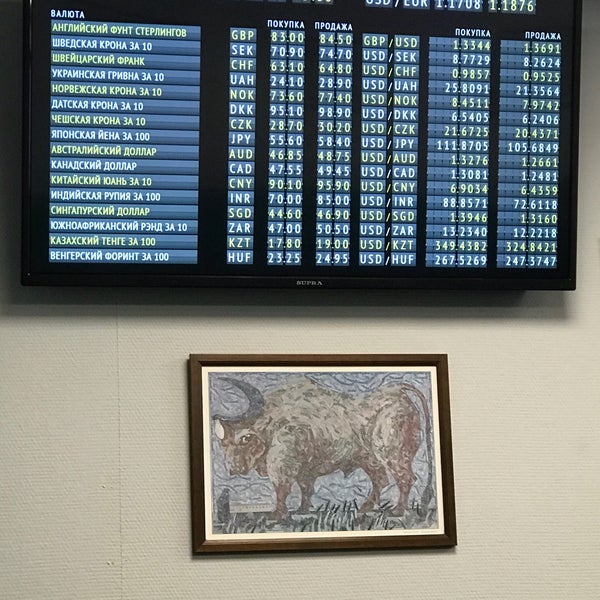 USD / EUR 1.1708 1.1876
ВАЛЮТА ПОКУПКА ПРОДАЖА ПОКУПКА ПРОДАЖА
АНГЛИЙСКИЙ ФУНТ СТЕРЛИНГОВ GBP 83.00 84.50 GBP / USD 1.3344 1.3691
ШВЕДСКАЯ КРОНА ЗА 10 SEK 70.90 74.70 USD / SEK 8.7729 8.2624
ШВЕЙЦАРСКИЙ ФРАНК CHF 63.10 64.80 USD / CHF 0.9857 0.9525
УКРАИНСКАЯ ГРИВНА ЗА 10 UAH 24.10 28.90 USD / UAH 25.8091 21.3564
НОРВЕЖСКАЯ КРОНА ЗА 10 NOK 73.60 77.40 USD / NOK 8.4511 7.9742
ДАТСКАЯ КРОНА ЗА 10 DKK 95.10 98.90 USD / DKK 6.5405 6.2406
ЧЕШСКАЯ КРОНА ЗА 10 CZK 28.70 30.20 USD / CZK 21.6725 20.4371
ЯПОНСКАЯ ЙЕНА ЗА 100 JPY 55.60 58.40 USD / JPY 111.8705 105.6849
АВСТРАЛИЙСКИЙ ДОЛЛАР AUD 46.85 48.75 USD / AUD 1.3276 1.2661
КАНАДСКИЙ ДОЛЛАР CAD 47.55 49.45 USD / CAD 1.3081 1.2481
КИТАЙСКИЙ ЮАНЬ ЗА 10 CNY 90.10 95.90 USD / CNY 6.9034 6.4359
ИНДИЙСКАЯ РУПИЯ ЗА 100 INR 70.00 85.00 USD / INR 88.8571 72.6118
СИНГАПУРСКИЙ ДОЛЛАР SGD 44.60 46.90 USD / SGD 1.3946 1.3160
ЮЖНОАФРИКАНСКИЙ РЭНД ЗА 10 ZAR 47.00 50.50 USD / ZAR 13.2340 12.2218
КАЗАХСКИЙ ТЕНГЕ ЗА 100 KZT 17.80 19.00 USD / KZT 349.4382 324.8421
ВЕНГЕРСКИЙ ФОРИНТ ЗА 100 HUF 23.25 24.95 USD / HUF 267.5269 247.3747
SUPRA